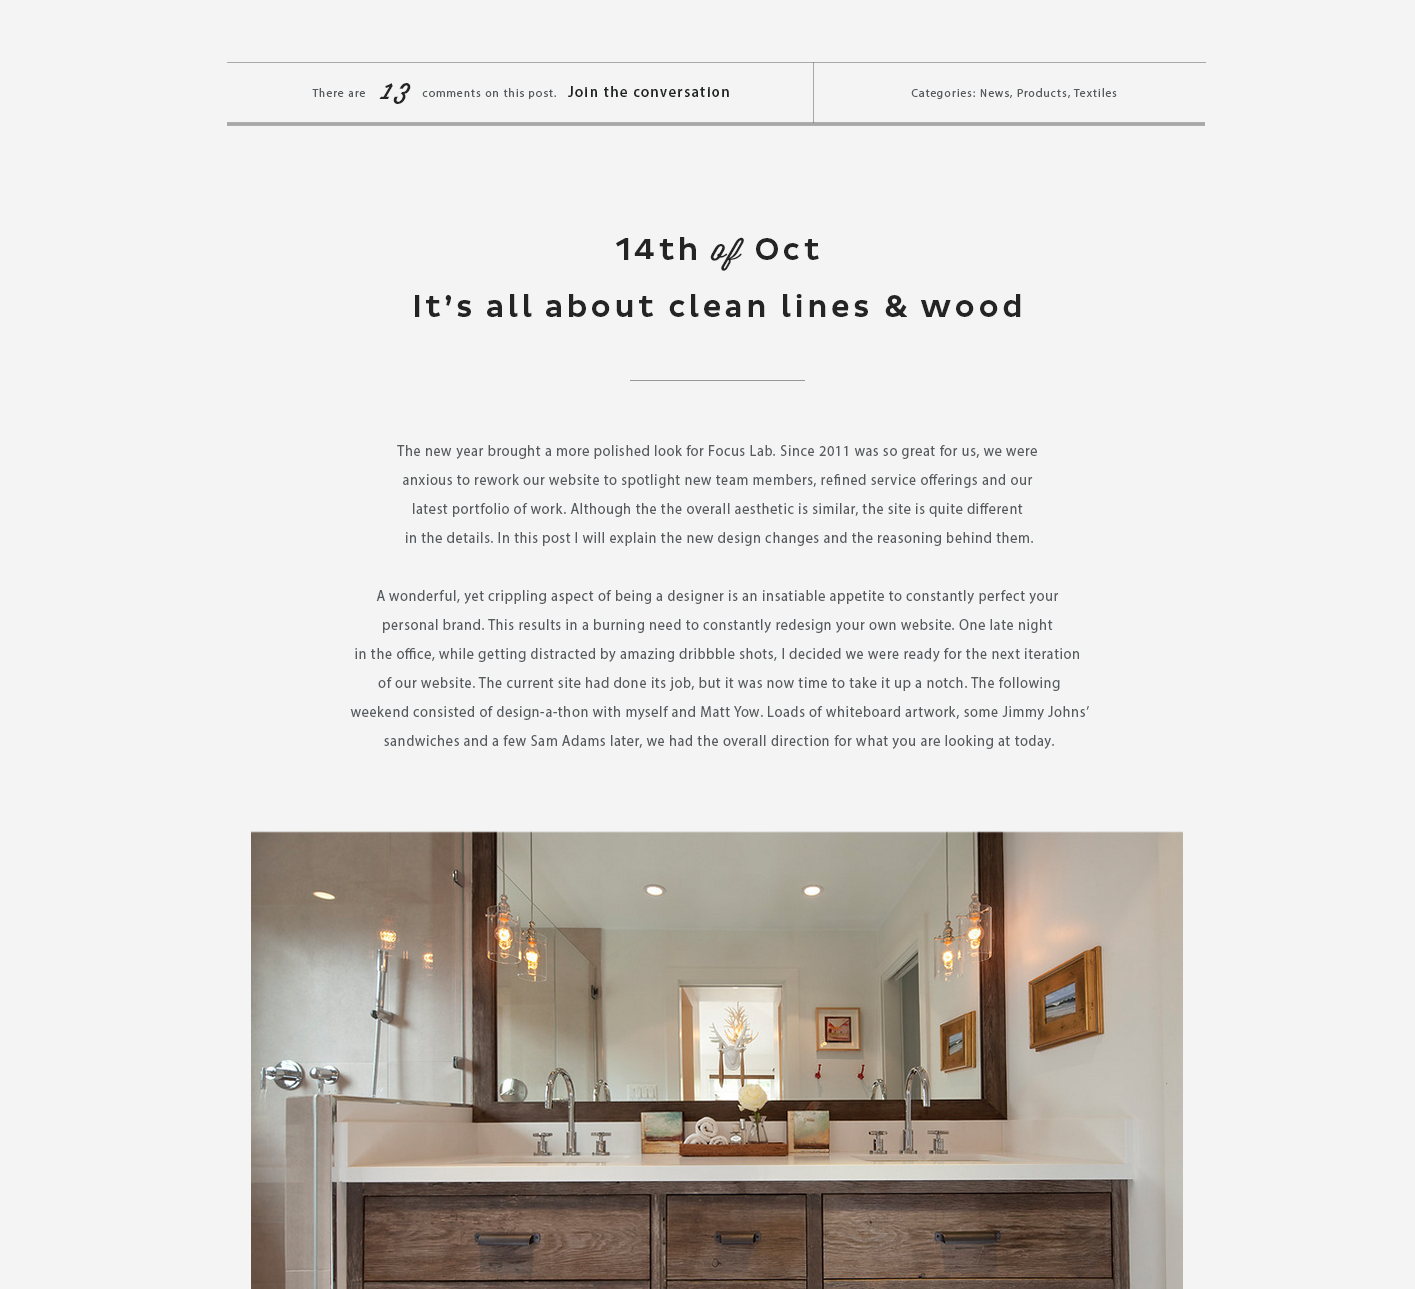 There are 13 comments on this post. Join the conversation
Categories: News, Products, Textiles
14th of Oct
It's all about clean lines & wood
The new year brought a more polished look for Focus Lab. Since 2011 was so great for us, we were
anxious to rework our website to spotlight new team members, refined service offerings and our
latest portfolio of work. Although the the overall aesthetic is similar, the site is quite different
in the details. In this post I will explain the new design changes and the reasoning behind them.
A wonderful, yet crippling aspect of being a designer is an insatiable appetite to constantly perfect your
personal brand. This results in a burning need to constantly redesign your own website. One late night
in the office, while getting distracted by amazing dribbble shots, I decided we were ready for the next iteration
of our website. The current site had done its job, but it was now time to take it up a notch. The following
weekend consisted of design-a-thon with myself and Matt Yow. Loads of whiteboard artwork, some Jimmy Johns’
sandwiches and a few Sam Adams later, we had the overall direction for what you are looking at today.